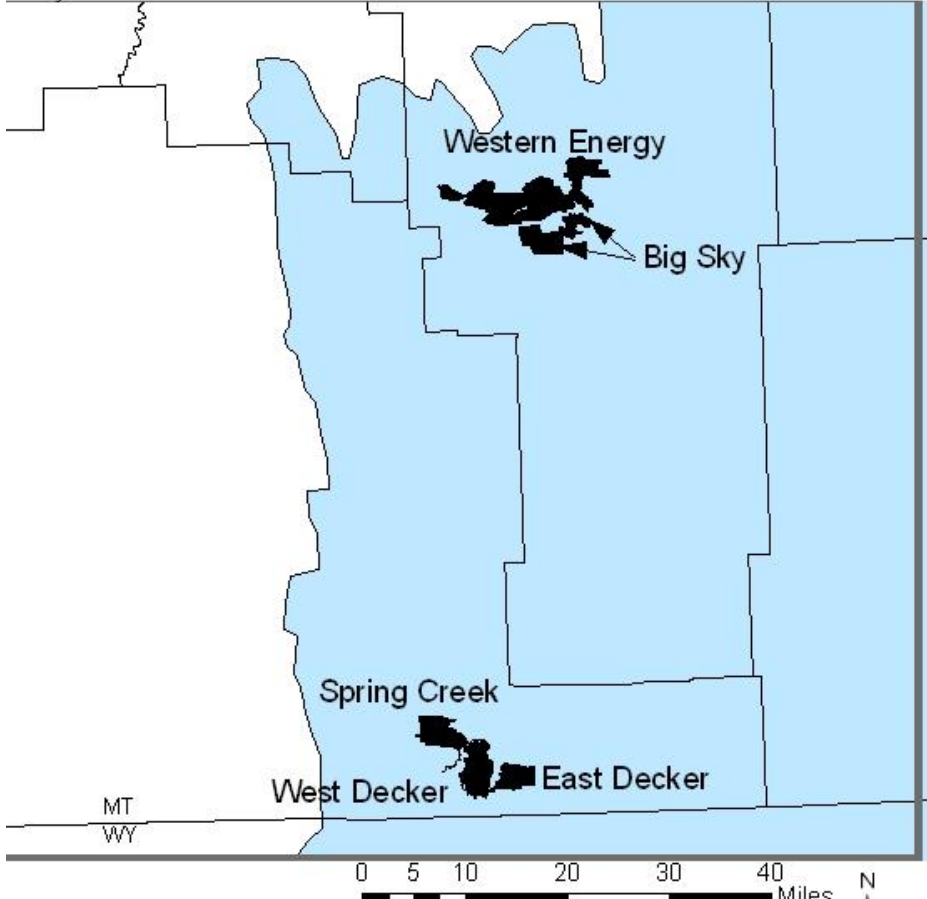 Western Energy
Big Sky
Spring Creek
East Decker
West Decker
MT
WY
0 5 10 20 30 40
Miles
N